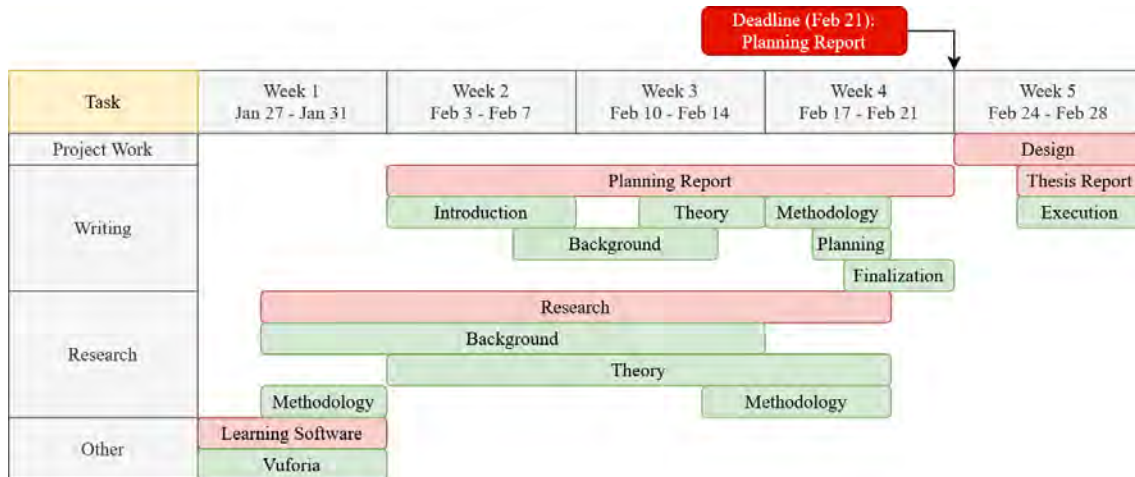 Deadline (Feb 21):
Planning Report
Task
Week 1
Jan 27 - Jan 31
Week 2
Feb 3 - Feb 7
Week 3
Feb 10 - Feb 14
Week 4
Feb 17 - Feb 21
Week 5
Feb 24 - Feb 28
Project Work
Design
Writing
Planning Report
Thesis Report
Introduction
Theory
Methodology
Execution
Background
Planning
Finalization
Research
Research
Background
Theory
Methodology
Methodology
Other
Learning Software
Vuforia